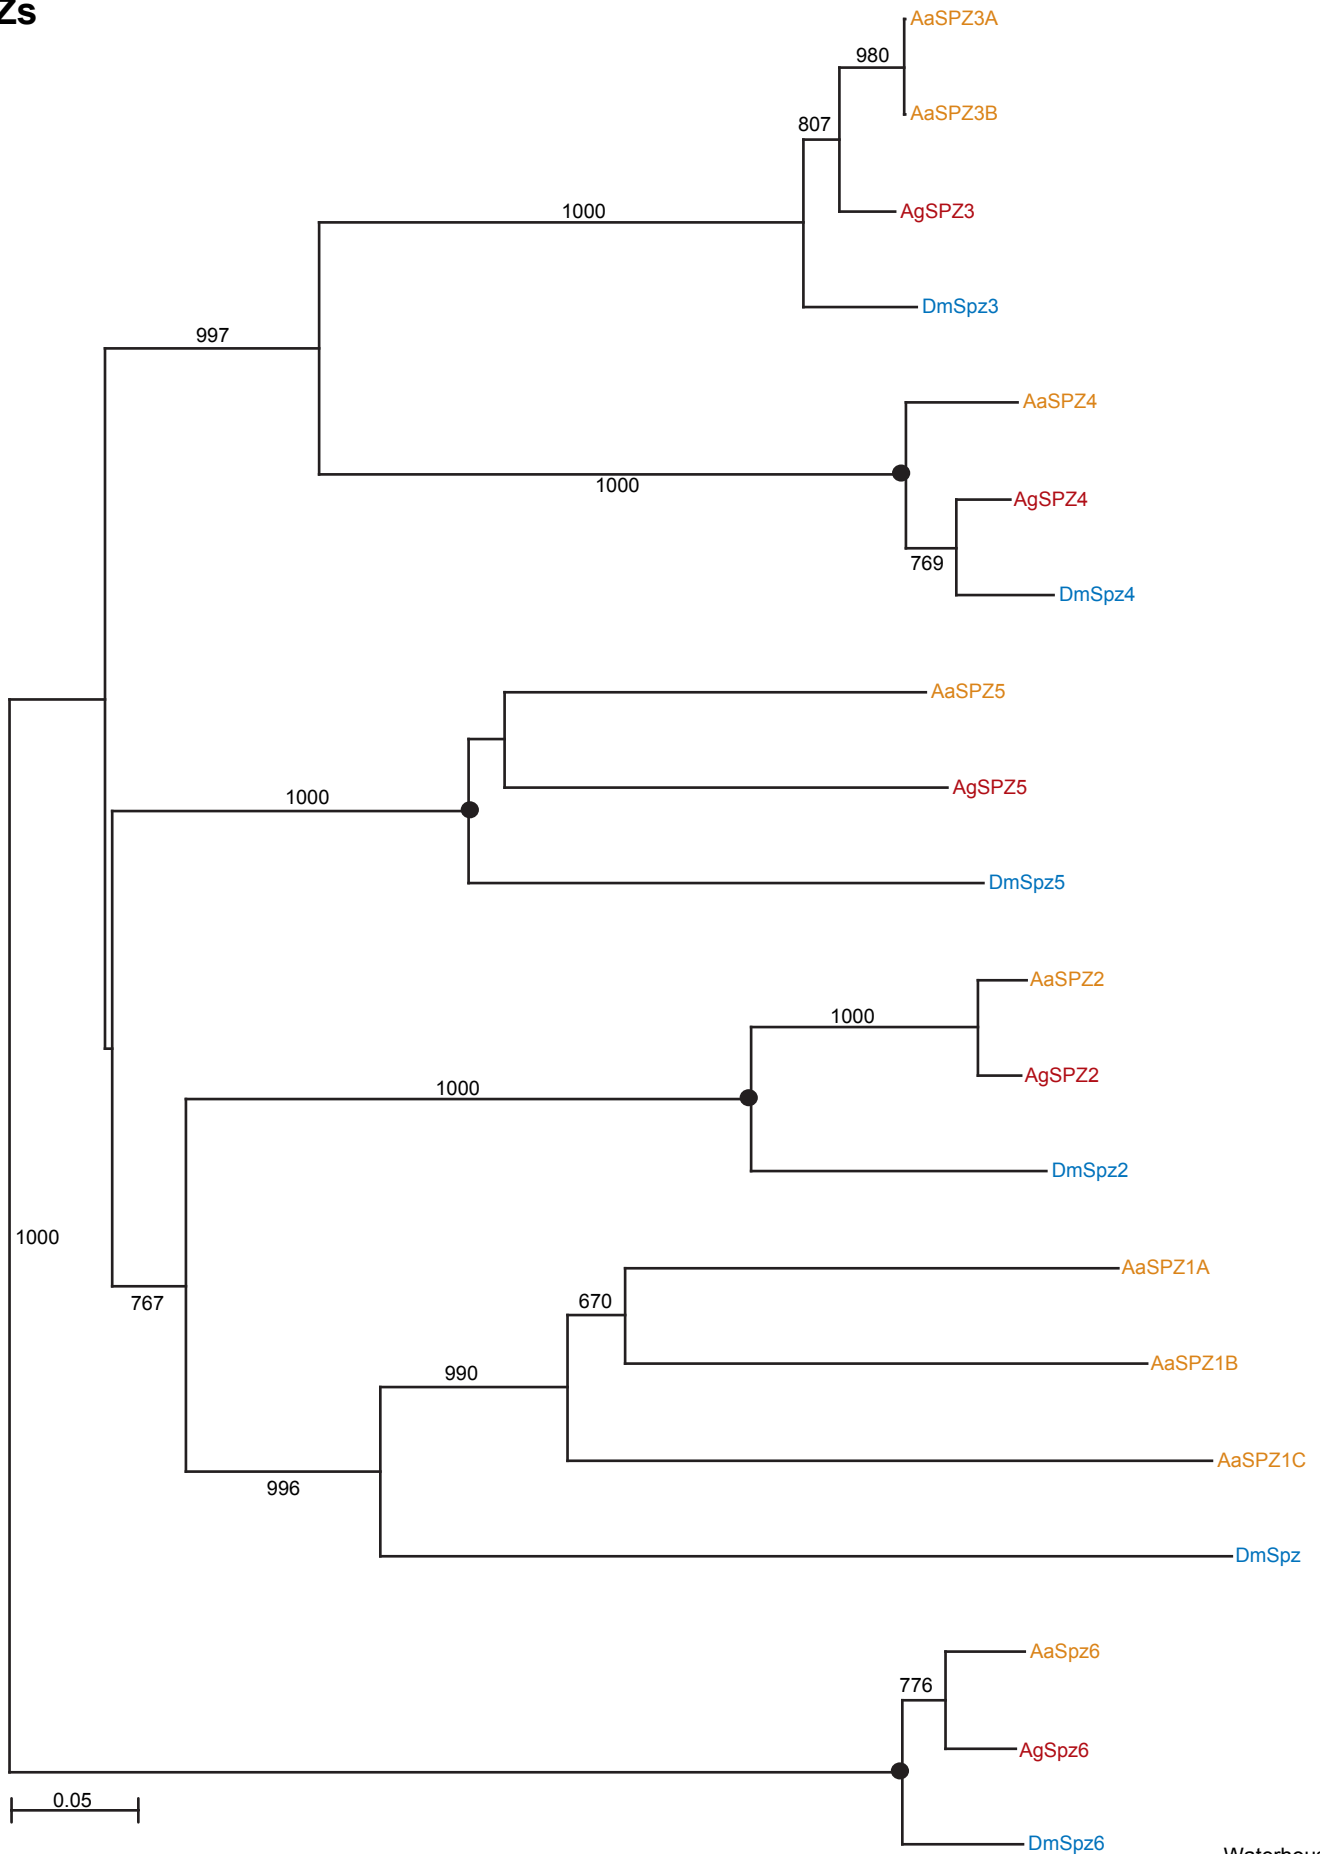 Zs
AaSPZ3A
980
AaSPZ3B
807
AgSPZ3
1000
DmSpz3
997
AaSPZ4
1000
AgSPZ4
769
DmSpz4
AaSPZ5
AgSPZ5
1000
DmSpz5
AaSPZ2
1000
AgSPZ2
1000
DmSpz2
1000
AaSPZ1A
767
670
AaSPZ1B
990
AaSPZ1C
996
DmSpz
AaSpz6
776
AgSpz6
0.05
DmSpz6